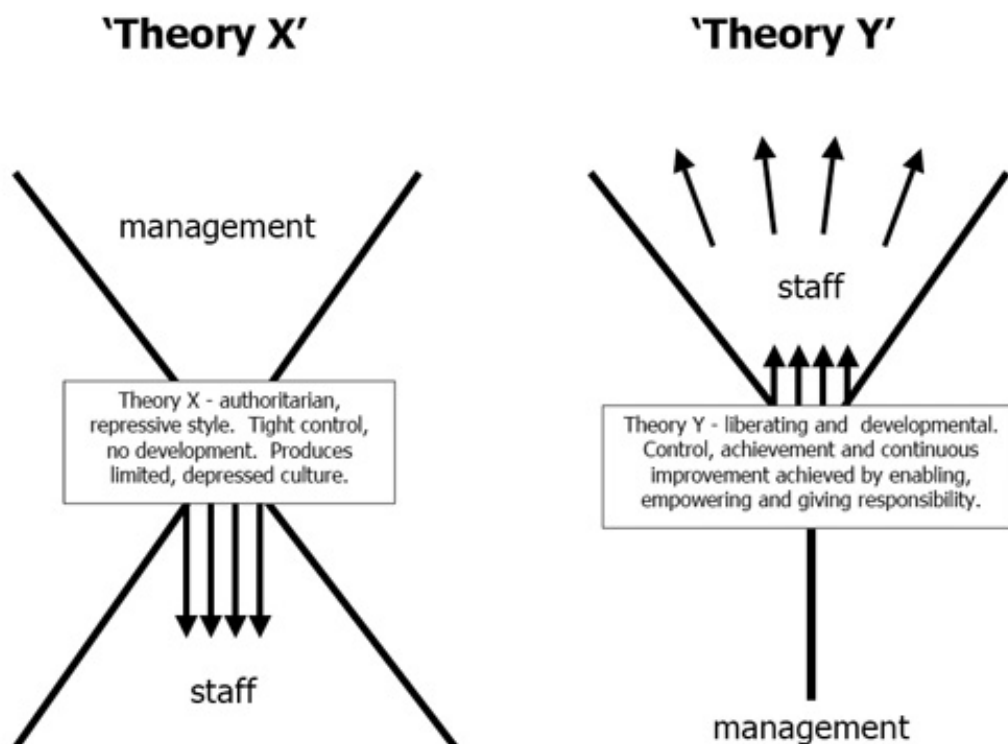 ‘Theory X’
management
Theory X - authoritarian,
repressive style. Tight control,
no development. Produces
limited, depressed culture.
staff
‘Theory Y’
staff
Theory Y - liberating and developmental.
Control, achievement and continuous
improvement achieved by enabling,
empowering and giving responsibility.
management